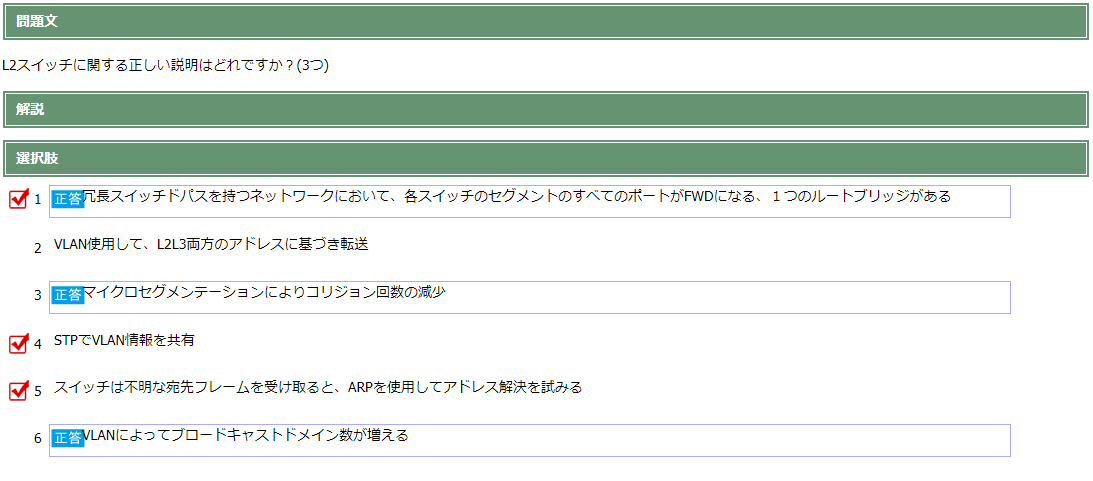 問題文
L2スイッチに関する正しい説明はどれですか？(3つ)
解説
選択肢
1 正答冗長スイッチドパスを持つネットワークにおいて、各スイッチのセグメントのすべてのポートがFWDになる、１つのルートブリッジがある
2 VLAN使用して、L2L3両方のアドレスに基づき転送
3 正答マイクロセグメンテーションによりコリジョン回数の減少
4 STPでVLAN情報を共有
5 スイッチは不明な宛先フレームを受け取ると、ARPを使用してアドレス解決を試みる
6 正答VLANによってブロードキャストドメイン数が増える